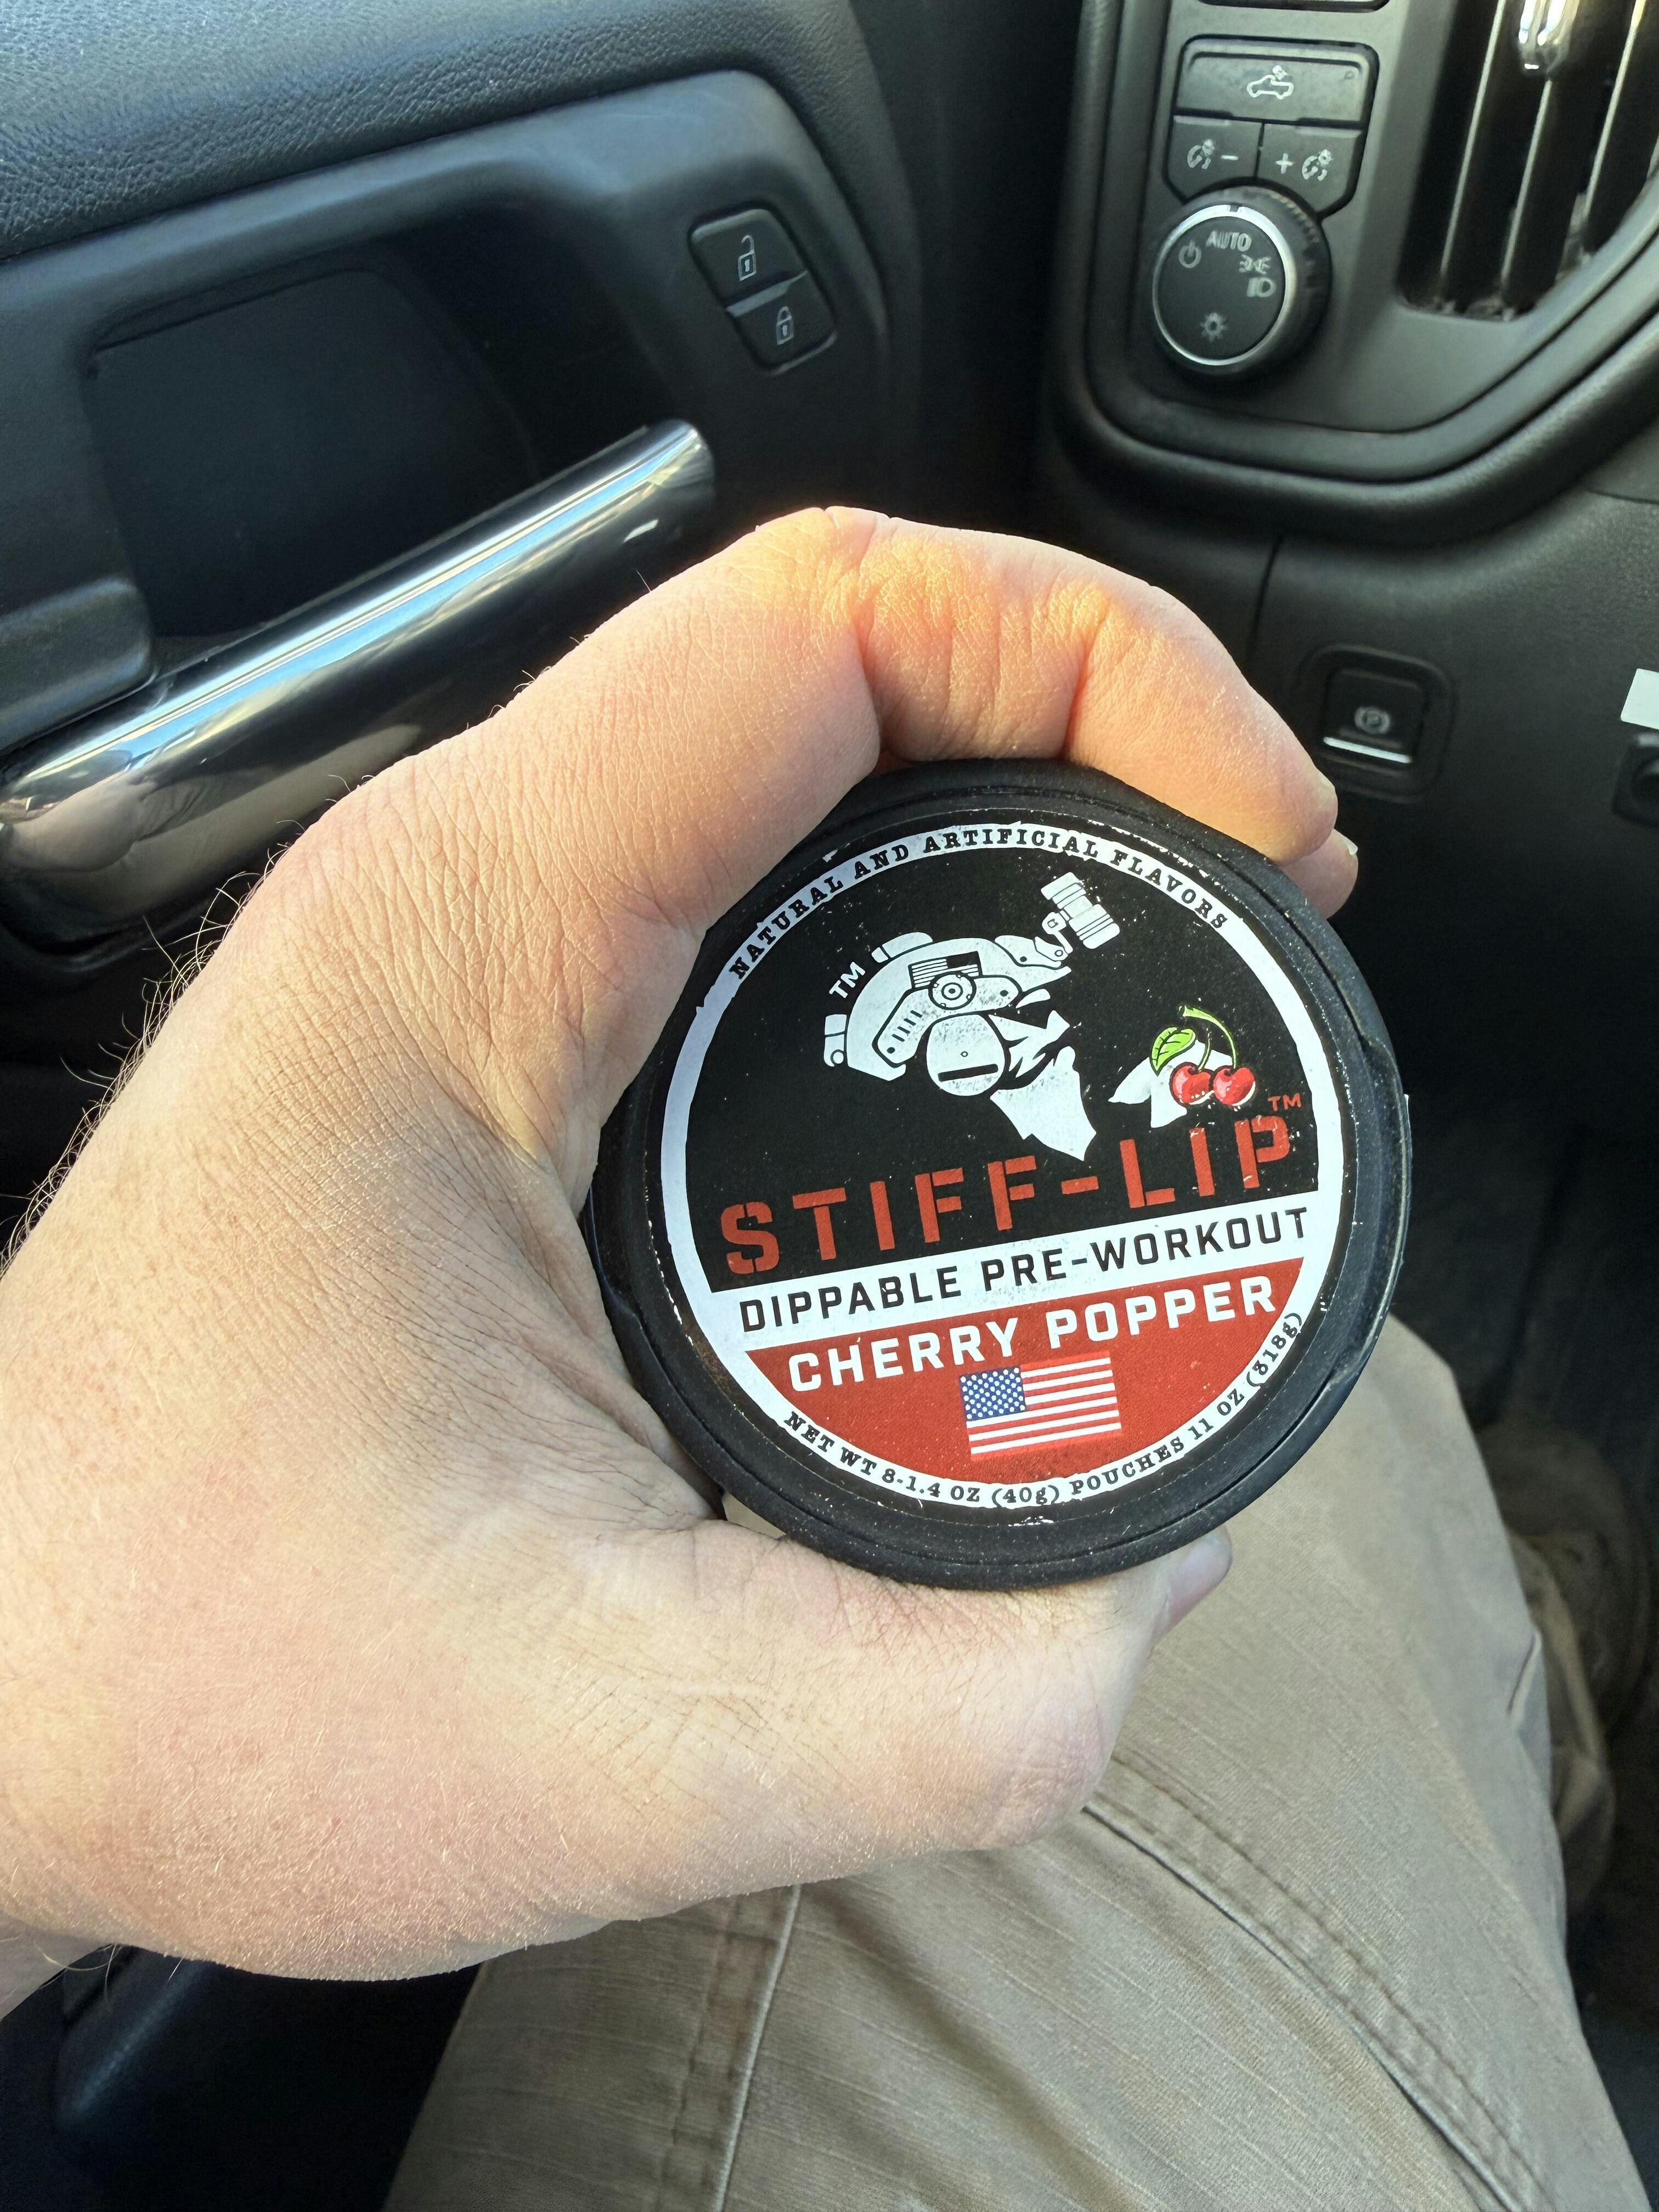 AUTO
NATURAL AND ARTIFICIAL FLAVORS
TM
STIFF-LIP™
DIPPABLE PRE-WORKOUT
CHERRY POPPER
NET WT 8-1.4 OZ (40g) POUCHES 11 OZ (318g)